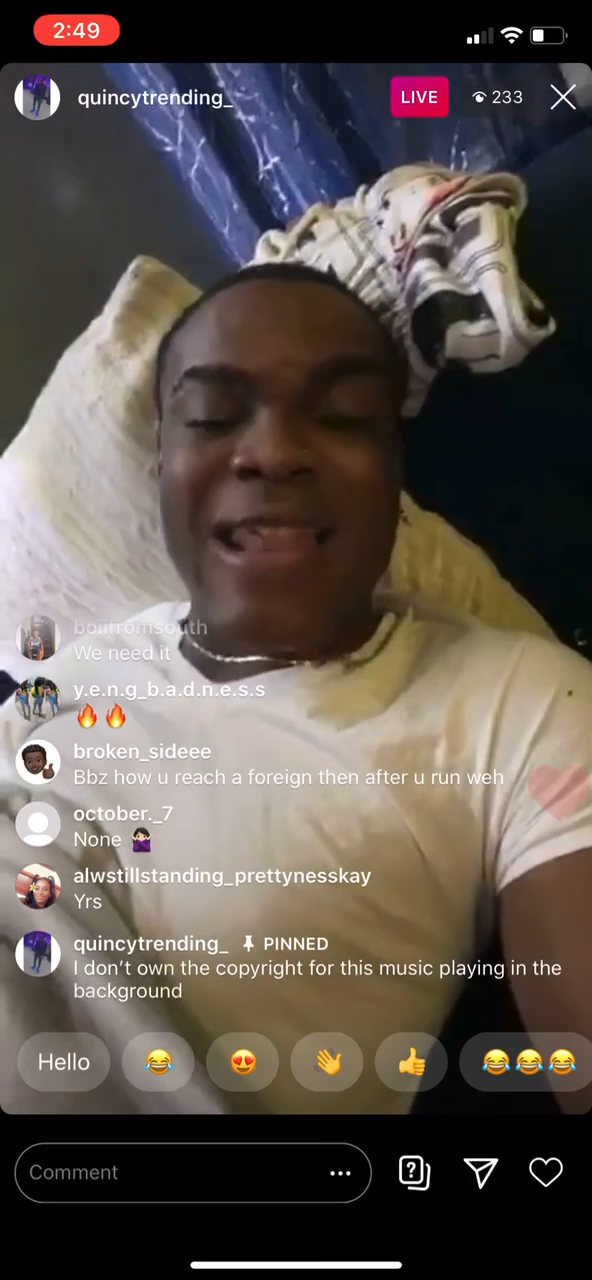 2:49
quincytrending_ LIVE 233
boiifromsouth
We need it
y.e.n.g_b.a.d.n.e.s.s
🔥🔥
broken_sideee
Bbz how u reach a foreign then after u run weh
october._7
None 🙅🏻‍♀️
alwstillstanding_prettynesskay
Yrs
quincytrending_ PINNED
I don't own the copyright for this music playing in the
background
Hello 😂 😍 👋 👍 😂😂😂
Comment